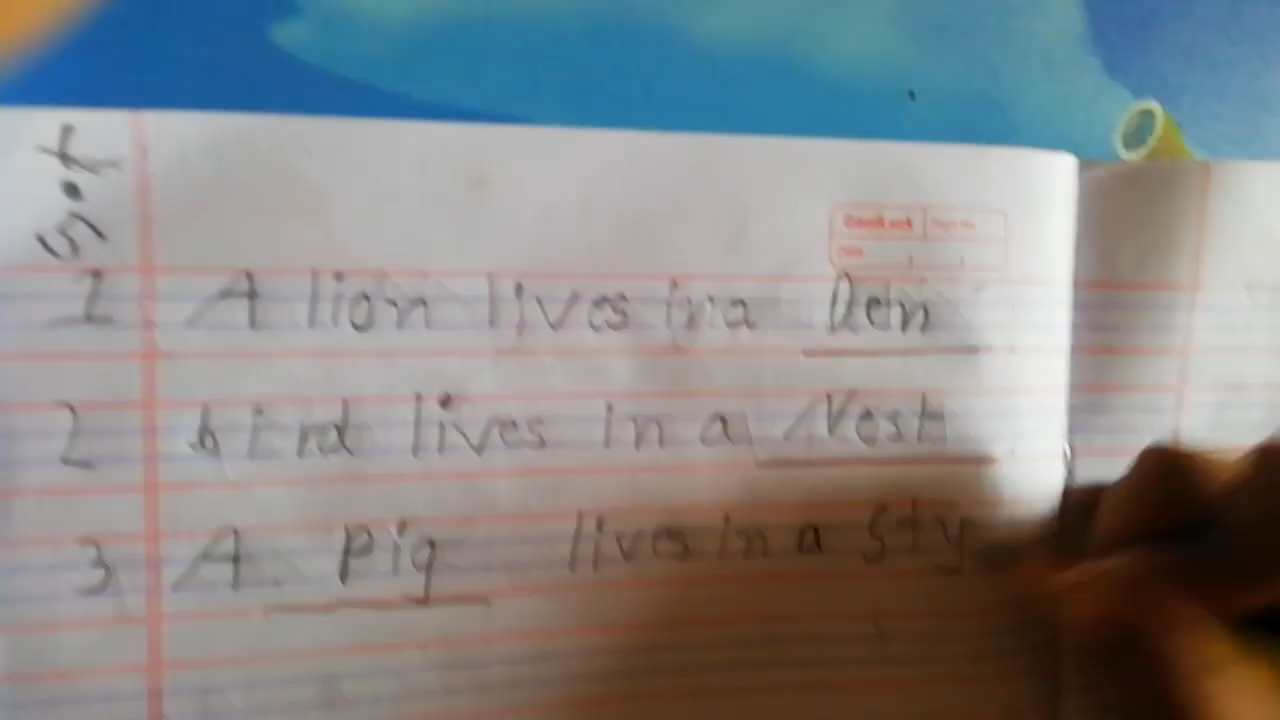 1 A lion lives in a Den
2 bird lives in a Nest
3 A pig lives in a sty